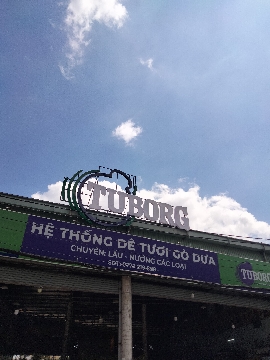 TUBORG
HỆ THỐNG DÊ TƯƠI GÒ DƯA
CHUYÊN: LẨU - NƯỚNG CÁC LOẠI
TUBORG